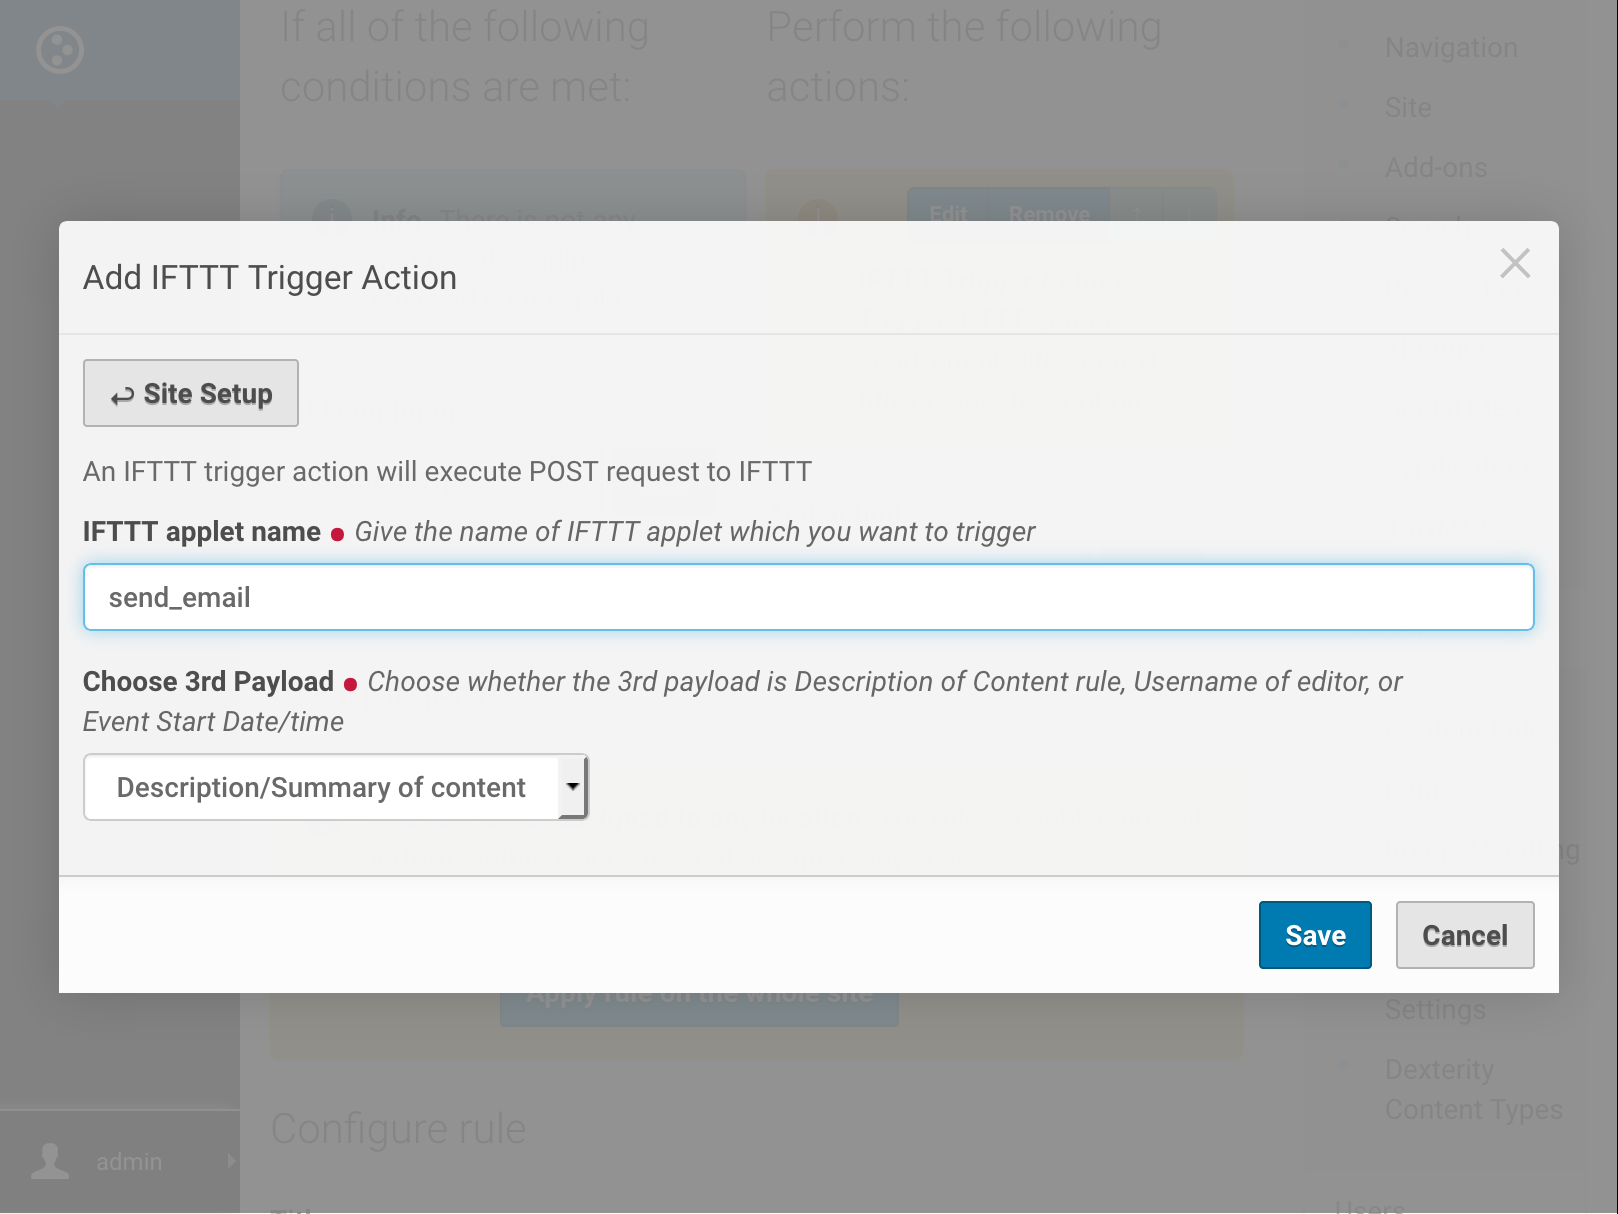 If all of the following
conditions are met:
Perform the following
actions:
Navigation
Site
Add-ons
Info There is not any
Edit Remove
Add IFTTT Trigger Action
Site Setup
An IFTTT trigger action will execute POST request to IFTTT
IFTTT applet name Give the name of IFTTT applet which you want to trigger
send_email
Choose 3rd Payload Choose whether the 3rd payload is Description of Content rule, Username of editor, or
Event Start Date/time
Description/Summary of content
Save Cancel
Apply rule on the whole site
Settings
Dexterity
Content Types
Configure rule
admin
Users